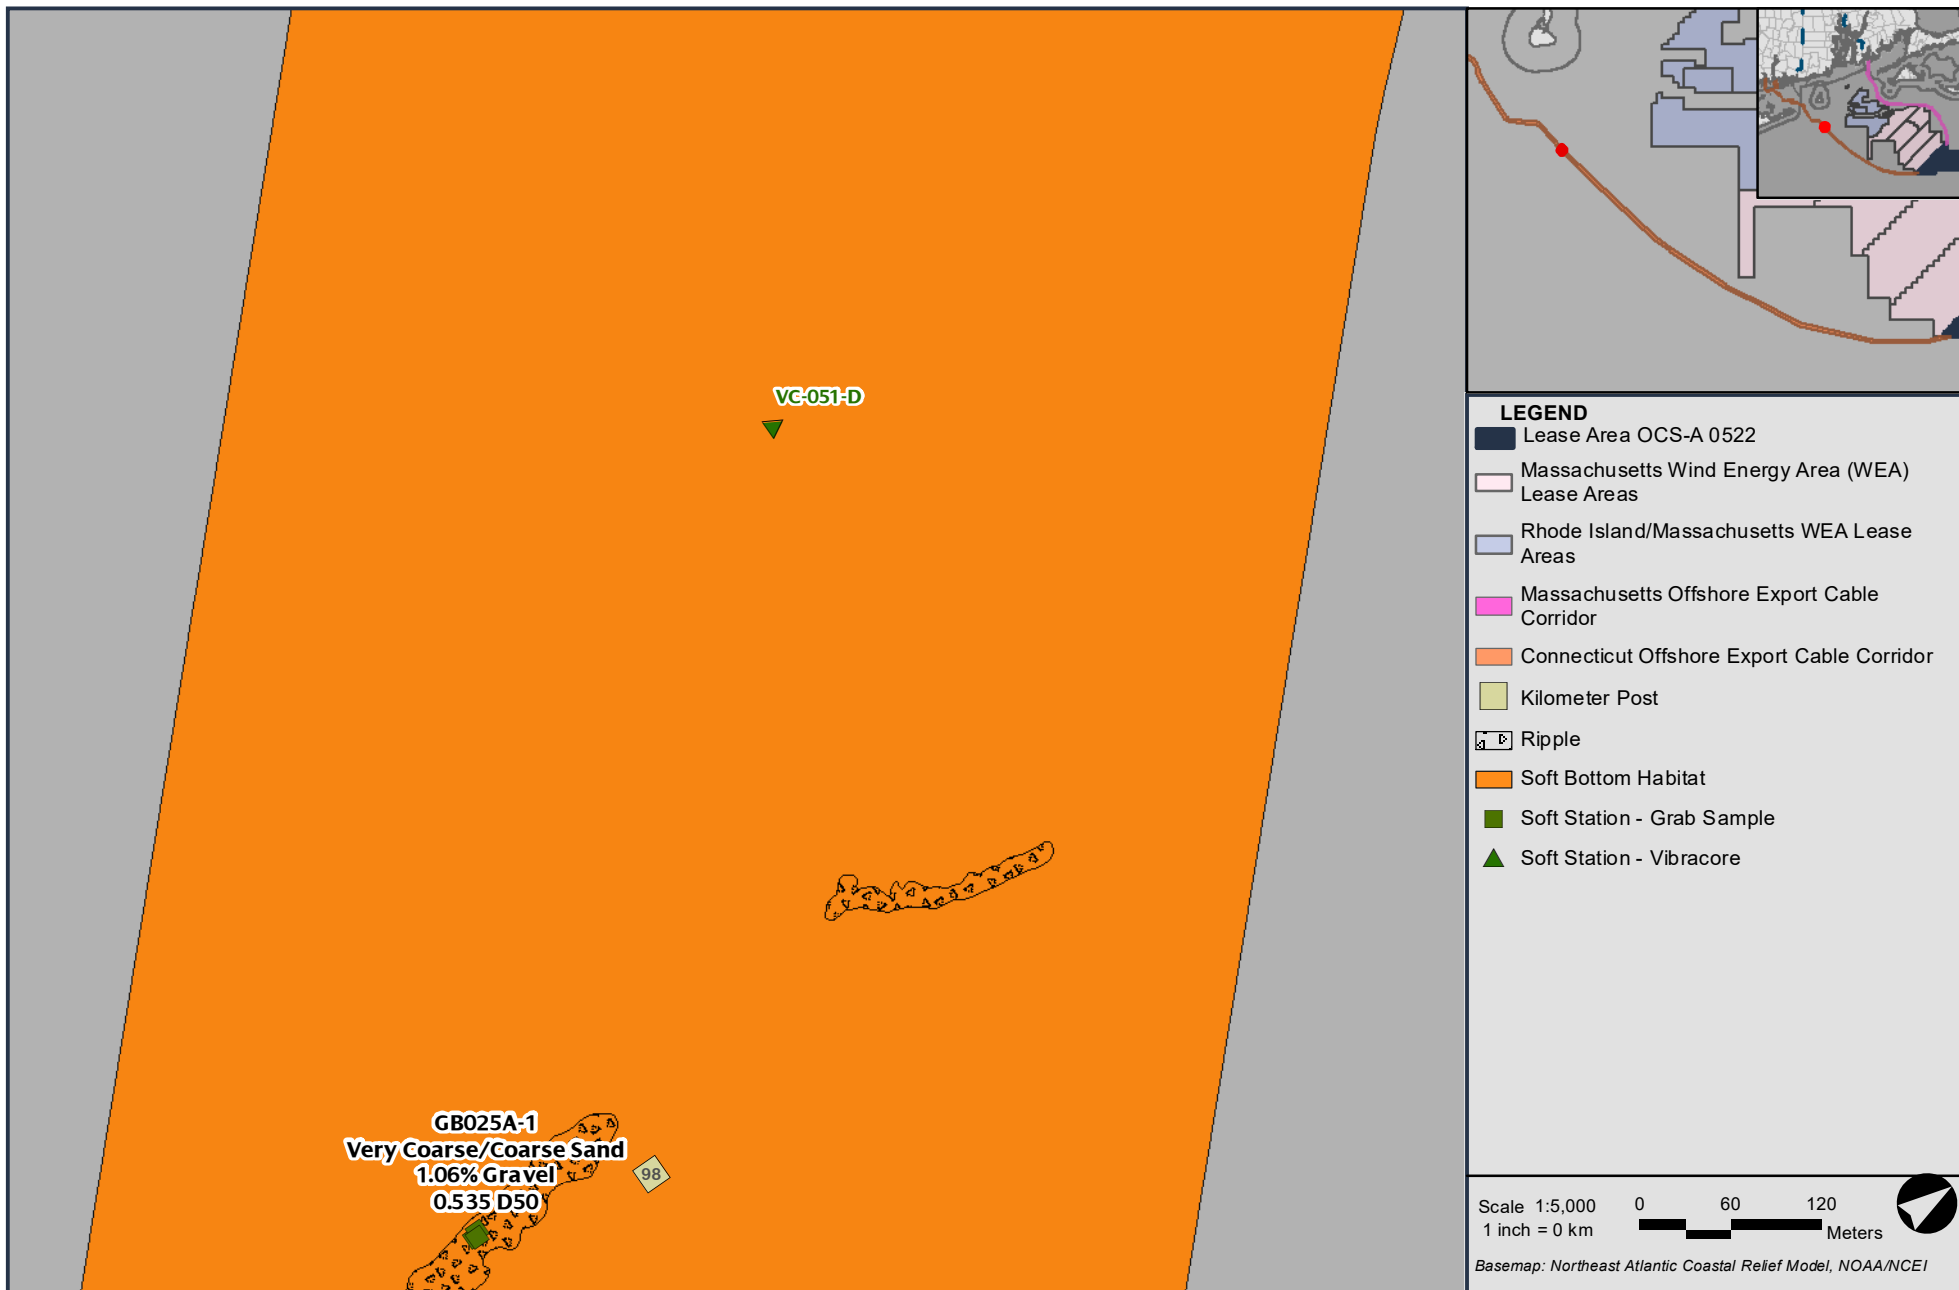 VC-051-D
GB025A-1
Very Coarse/Coarse Sand
1.06% Gravel
0.535 D50
98
LEGEND
Lease Area OCS-A 0522
Massachusetts Wind Energy Area (WEA)
Lease Areas
Rhode Island/Massachusetts WEA Lease
Areas
Massachusetts Offshore Export Cable
Corridor
Connecticut Offshore Export Cable Corridor
Kilometer Post
Ripple
Soft Bottom Habitat
Soft Station - Grab Sample
Soft Station - Vibracore
Scale 1:5,000
1 inch = 0 km
0 60 120
Meters
Basemap: Northeast Atlantic Coastal Relief Model, NOAA/NCEI